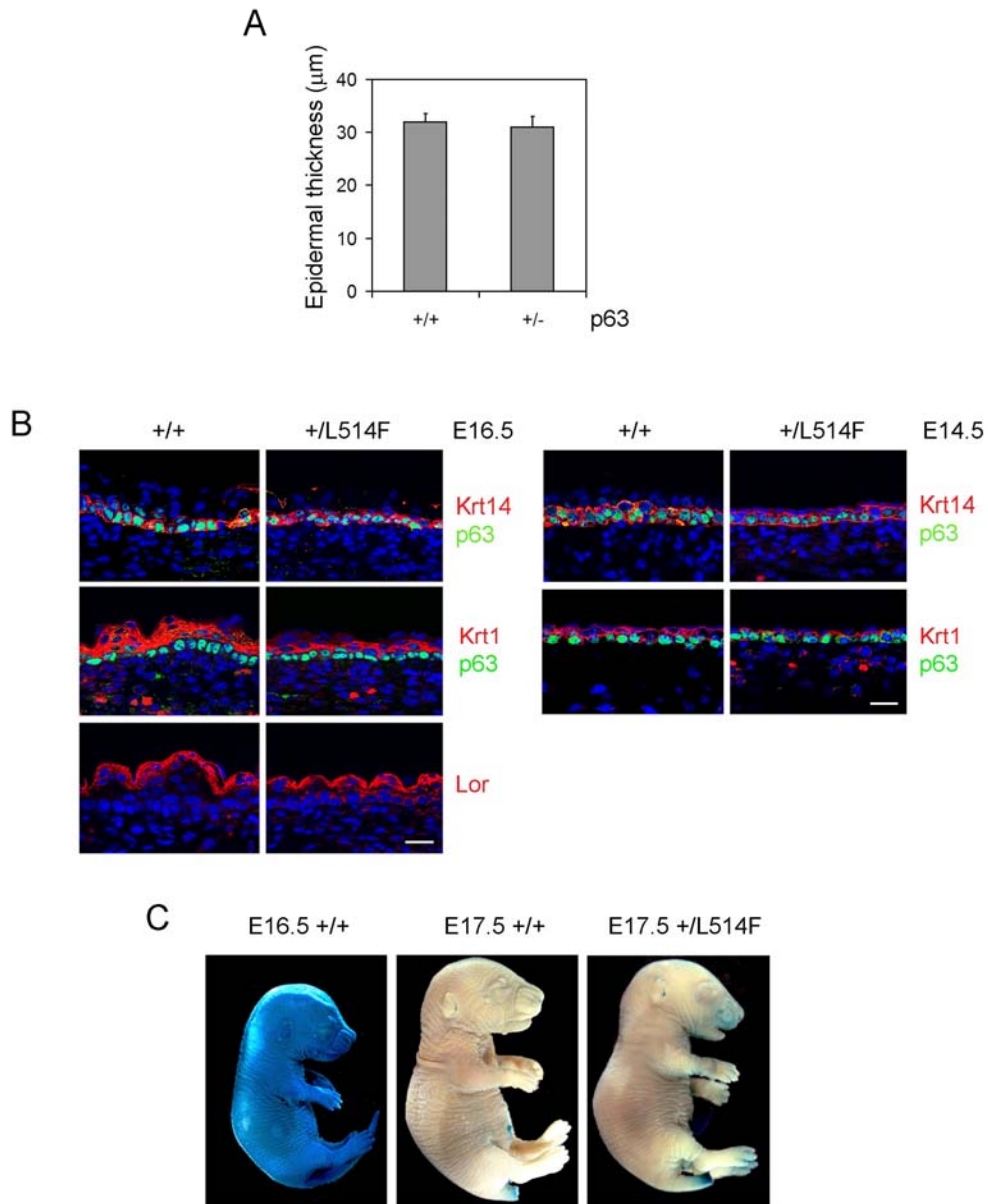 A
Epidermal thickness (μm)
40
30
20
10
0
+/+ +/- p63
B
+/+ +/L514F E16.5 +/+ +/L514F E14.5
Krt14
p63
Krt14
p63
Krt1
p63
Krt1
p63
Lor
C
E16.5 +/+ E17.5 +/+ E17.5 +/L514F